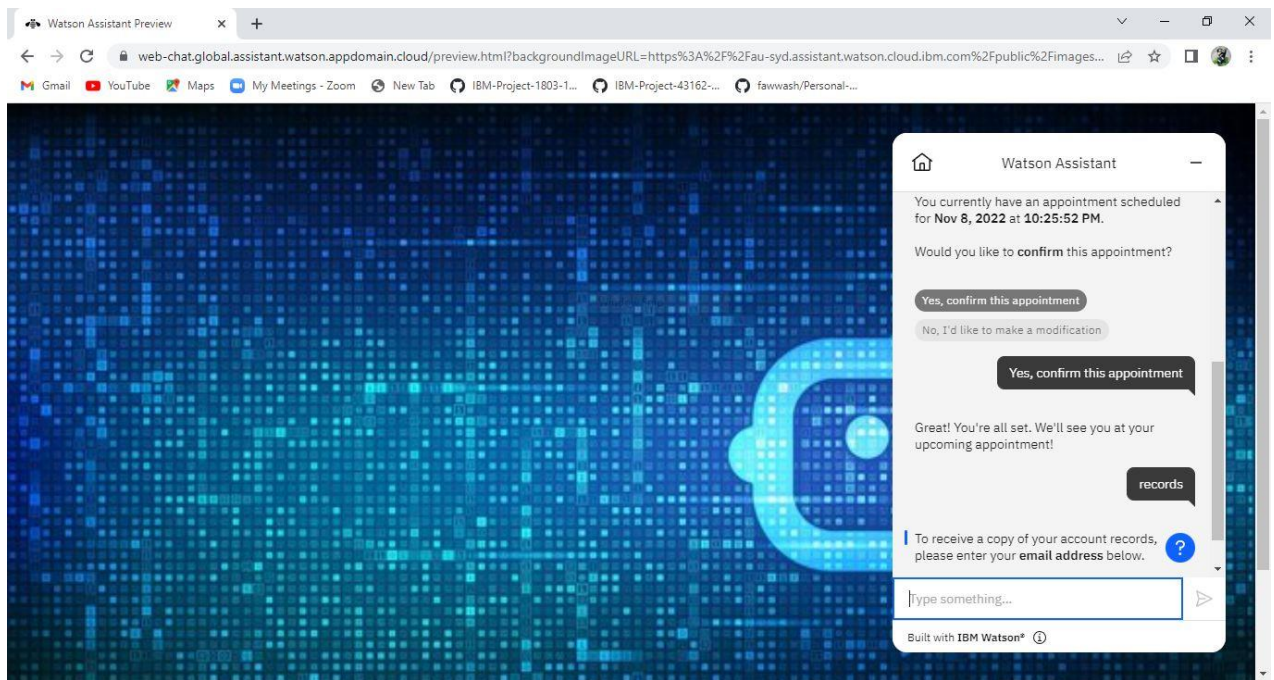 Watson Assistant Preview
web-chat.global.assistant.watson.appdomain.cloud/preview.html?backgroundImageURL=https%3A%2F%2Fau-syd.assistant.watson.cloud.ibm.com%2Fpublic%2Fimages...
Gmail YouTube Maps My Meetings - Zoom New Tab IBM-Project-1803-1... IBM-Project-43162-... fawwash/Personal-...
Watson Assistant
You currently have an appointment scheduled
for Nov 8, 2022 at 10:25:52 PM.
Would you like to confirm this appointment?
Yes, confirm this appointment
No, I'd like to make a modification
Yes, confirm this appointment
Great! You're all set. We'll see you at your
upcoming appointment!
records
To receive a copy of your account records,
please enter your email address below.
?
Type something...
Built with IBM Watson®